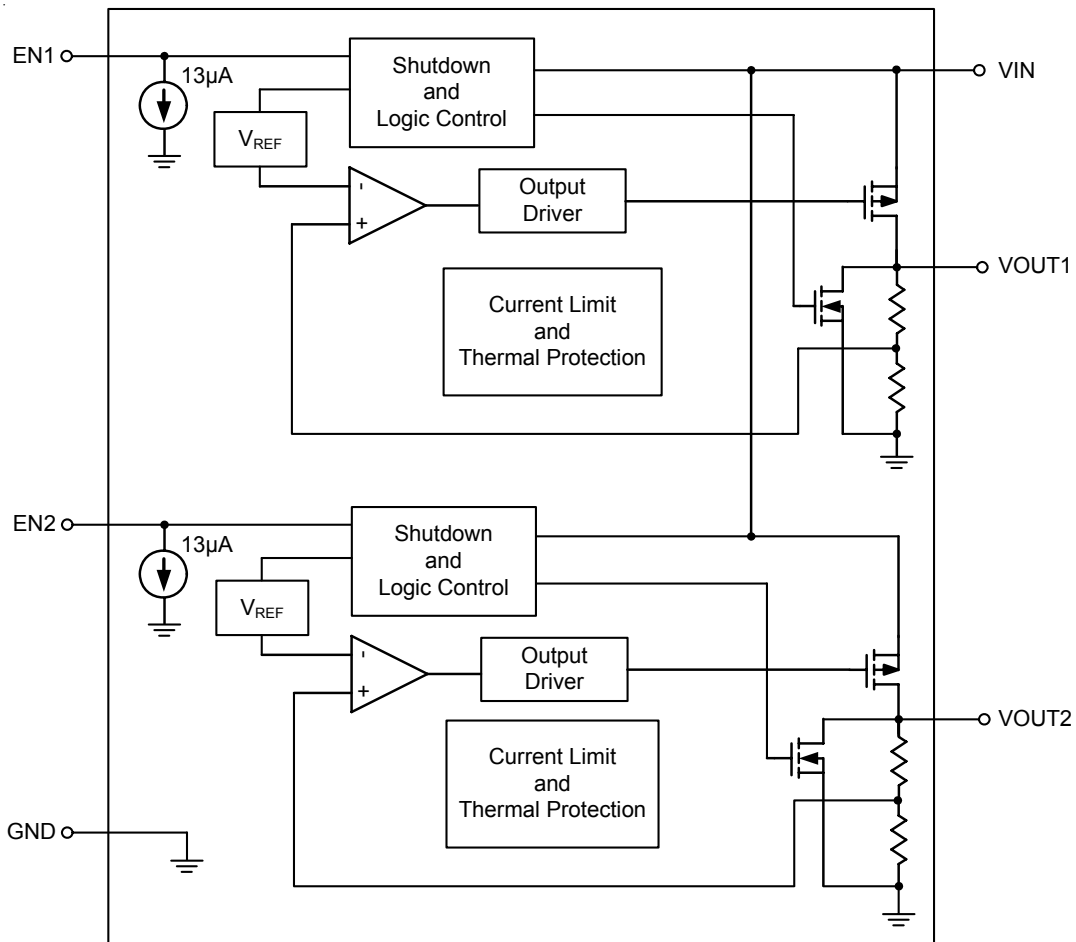 EN1
13µA
Shutdown
and
Logic Control
VIN
VREF
-
+
Output
Driver
VOUT1
Current Limit
and
Thermal Protection
EN2
13µA
Shutdown
and
Logic Control
VREF
-
+
Output
Driver
VOUT2
Current Limit
and
Thermal Protection
GND